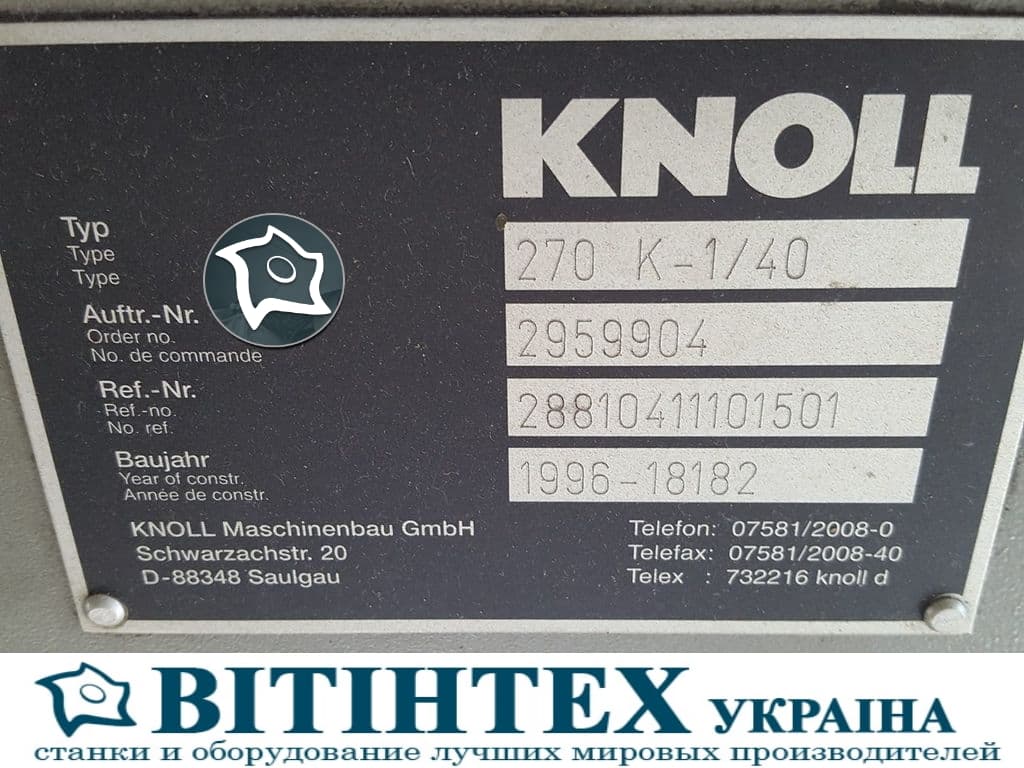 KNOLL
Typ
Type
Type
270 K-1/40
Auftr.-Nr.
Order no.
No. de commande
2959904
Ref.-Nr.
Ref.-no.
No. ref.
28810411101501
Baujahr
Year of constr.
Année de constr.
1996-18182
KNOLL Maschinenbau GmbH
Schwarzachstr. 20
D-88348 Saulgau
Telefon: 07581/2008-0
Telefax: 07581/2008-40
Telex : 732216 knoll d
ВІТІНТЕХ УКРАЇНА
станки и оборудование лучших мировых производителей